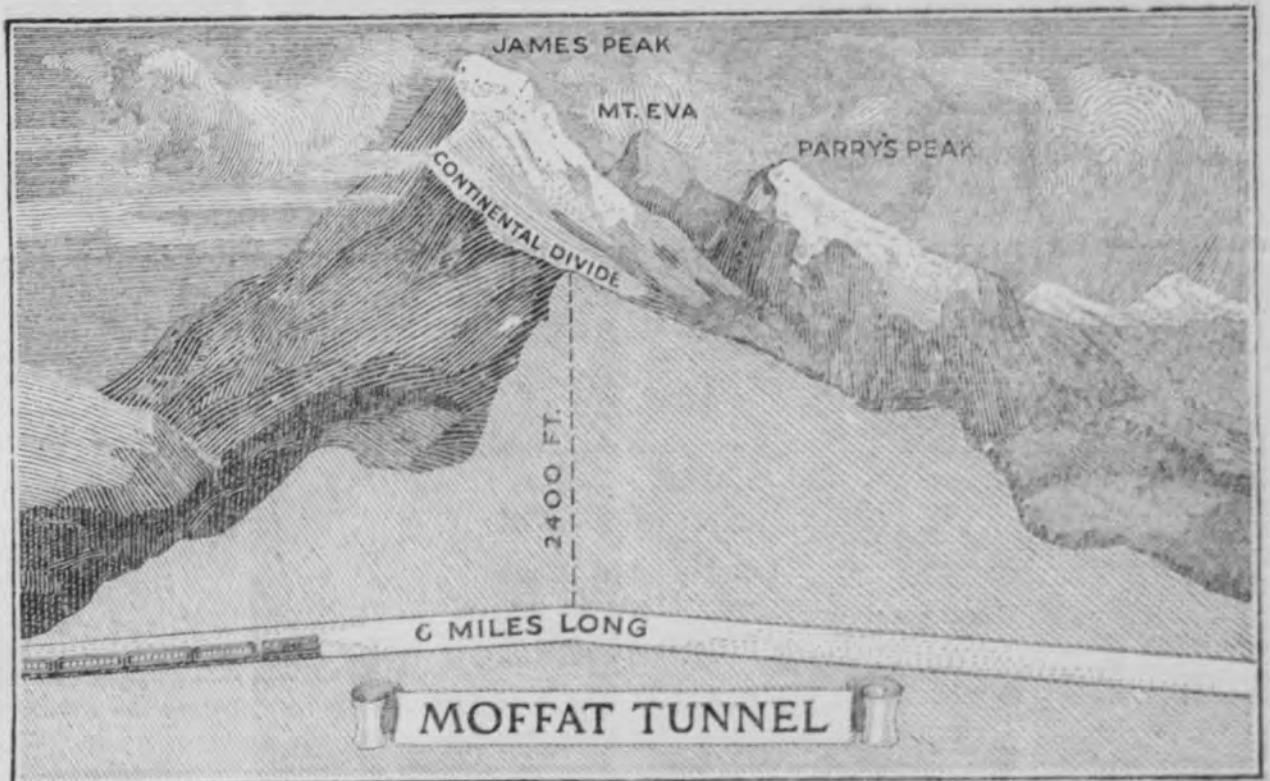 JAMES PEAK
MT. EVA
PARRY'S PEAK
CONTINENTAL DIVIDE
2400 FT.
6 MILES LONG
MOFFAT TUNNEL